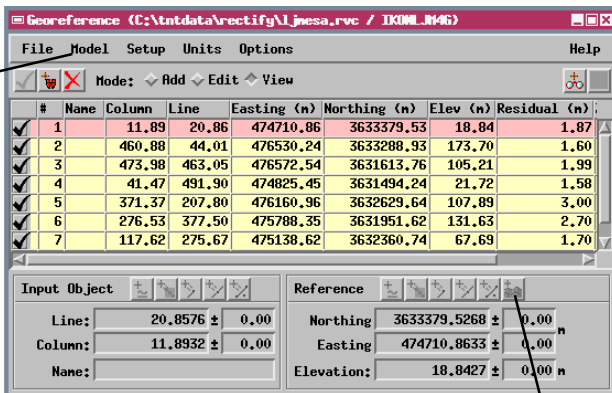 Georeference (C:\tntdata\rectify\ljmesa.rvc / IKONLJM4G)
File Model Setup Units Options Help
Mode: Add Edit View
# Name Column Line Easting (m) Northing (m) Elev (m) Residual (m)
1 11.89 20.86 474710.86 3633379.53 18.84 1.87
2 460.88 44.01 476530.24 3633288.93 173.70 1.60
3 473.98 463.05 476572.54 3631613.76 105.21 1.99
4 41.47 491.90 474825.45 3631494.24 21.72 1.58
5 371.37 207.80 476160.96 3632629.64 107.89 3.00
6 276.53 377.50 475788.35 3631951.62 131.63 2.70
7 117.62 275.67 475138.62 3632360.74 67.69 1.70
Input Object Reference
Line: 20.8576 ± 0.00 Northing 3633379.5268 ± 0.00
Column: 11.8932 ± 0.00 Easting 474710.8633 ± 0.00 m
Name: Elevation: 18.8427 ± 0.00 m